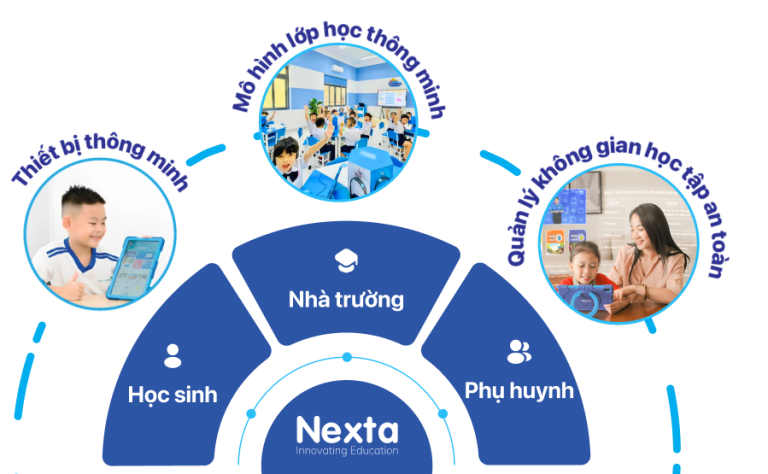 Mô hình lớp học thông minh
Thiết bị thông minh
Quản lý không gian học tập an toàn
Nhà trường
Học sinh
Phụ huynh
Nexta
Innovating Education